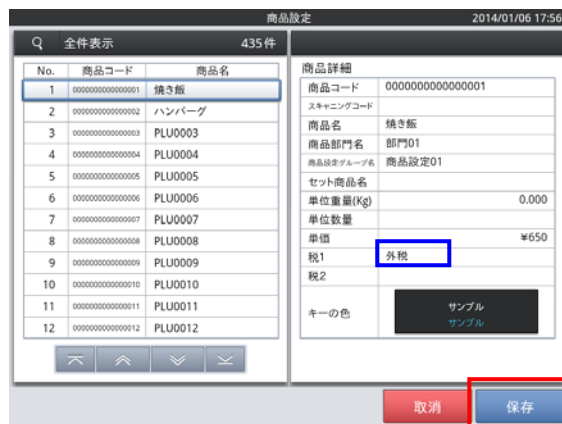 商品設定 2014/01/06 17:56
全件表示 435件
No. 商品コード 商品名
1 0000000000000001 焼き飯
2 0000000000000002 ハンバーグ
3 0000000000000003 PLU0003
4 0000000000000004 PLU0004
5 0000000000000005 PLU0005
6 0000000000000006 PLU0006
7 0000000000000007 PLU0007
8 0000000000000008 PLU0008
9 0000000000000009 PLU0009
10 0000000000000010 PLU0010
11 0000000000000011 PLU0011
12 0000000000000012 PLU0012
商品詳細
商品コード 0000000000000001
スキャニングコード
商品名 焼き飯
商品部門名 部門01
商品設定グループ名 商品設定01
セット商品名
単位重量(Kg) 0.000
単位数量
単価 ¥650
税1 外税
税2
キーの色 サンプル
サンプル
取消 保存